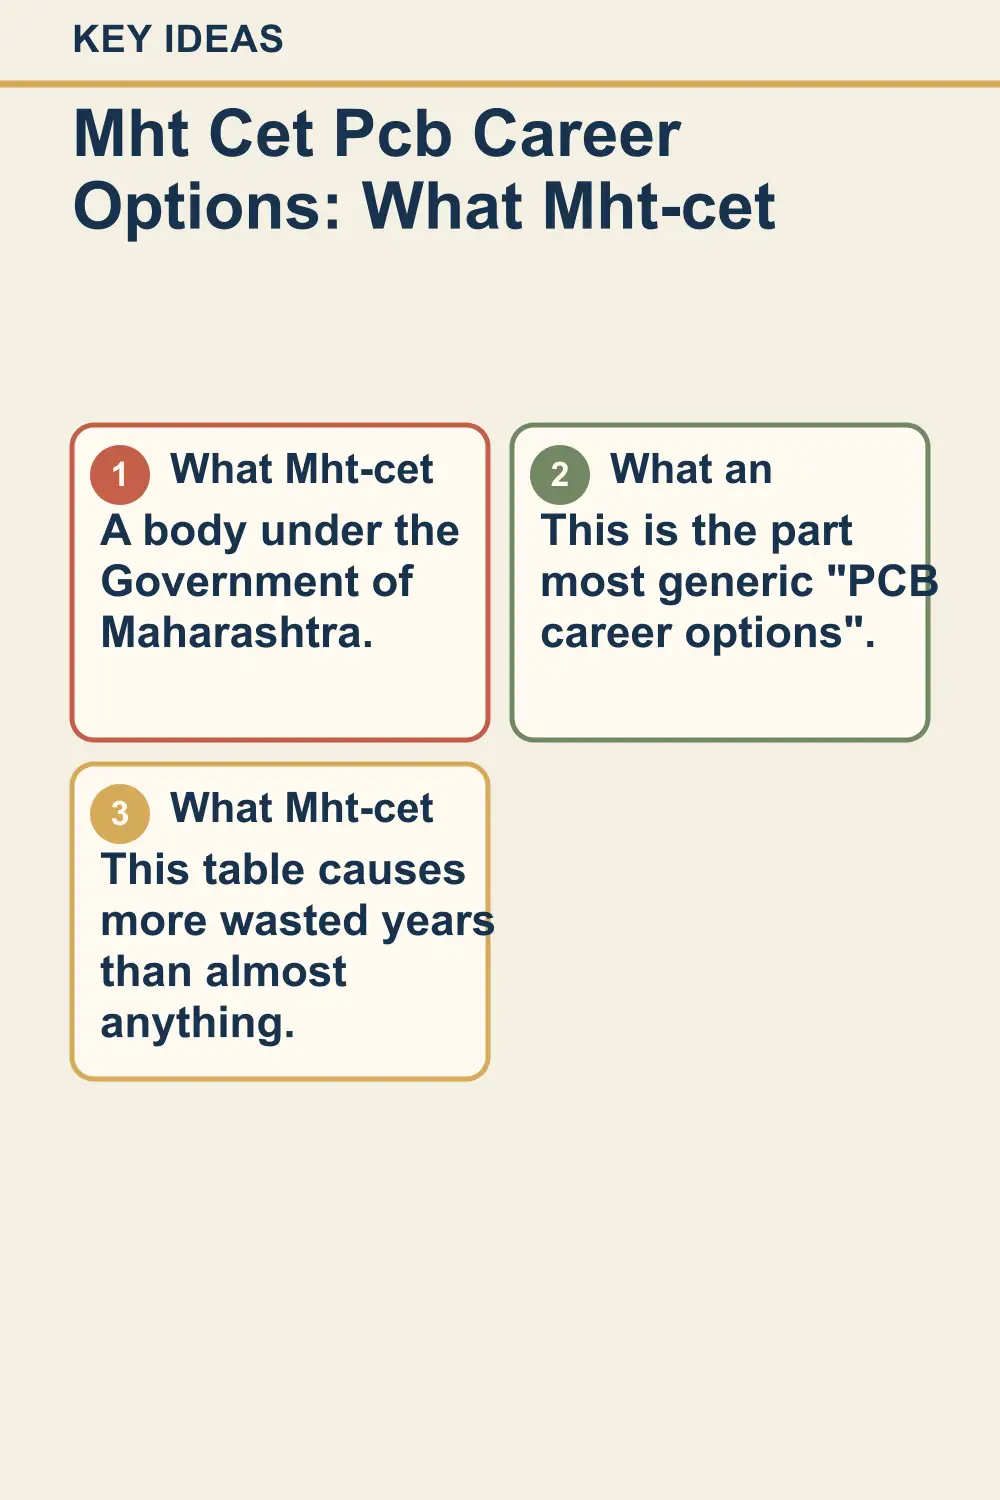 KEY IDEAS
Mht Cet Pcb Career
Options: What Mht-cet
1 What Mht-cet
A body under the
Government of
Maharashtra.
2 What an
This is the part
most generic "PCB
career options".
3 What Mht-cet
This table causes
more wasted years
than almost
anything.